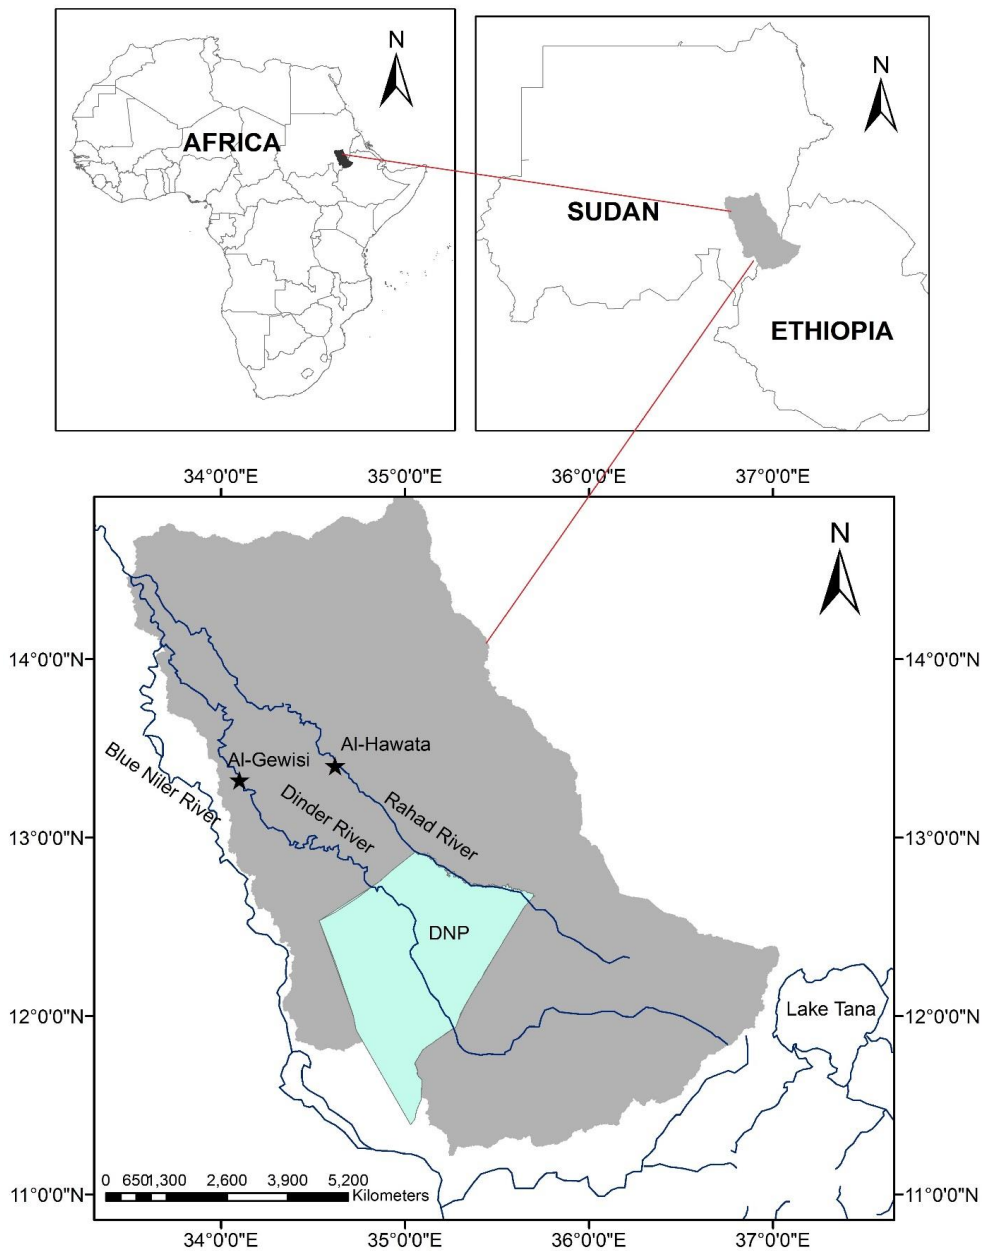 N
AFRICA
N
SUDAN
ETHIOPIA
34°0'0"E 35°0'0"E 36°0'0"E 37°0'0"E
N
14°0'0"N 14°0'0"N
Al-Hawata
Al-Gewisi
Blue Niler River
Dinder River
Rahad River
13°0'0"N 13°0'0"N
DNP
Lake Tana
12°0'0"N 12°0'0"N
0 650 1,300 2,600 3,900 5,200
Kilometers
11°0'0"N 11°0'0"N
34°0'0"E 35°0'0"E 36°0'0"E 37°0'0"E